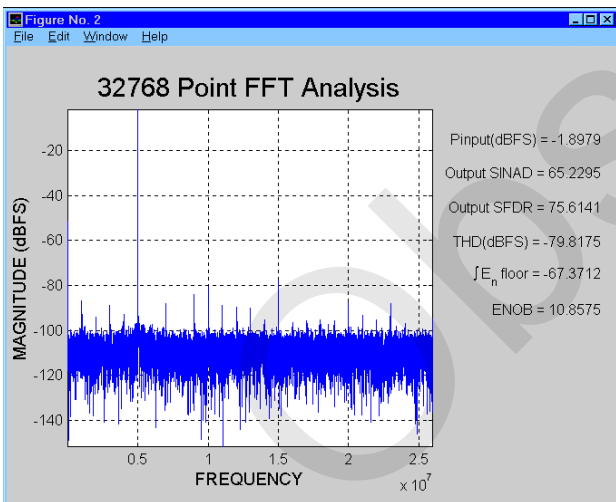 Figure No. 2
File Edit Window Help
32768 Point FFT Analysis
MAGNITUDE (dBFS)
-20
-40
-60
-80
-100
-120
-140
0.5
1
1.5
2
2.5
x 10^7
FREQUENCY
Pinput(dBFS) = -1.8979
Output SINAD = 65.2295
Output SFDR = 75.6141
THD(dBFS) = -79.8175
∫E_n floor = -67.3712
ENOB = 10.8575
Obs